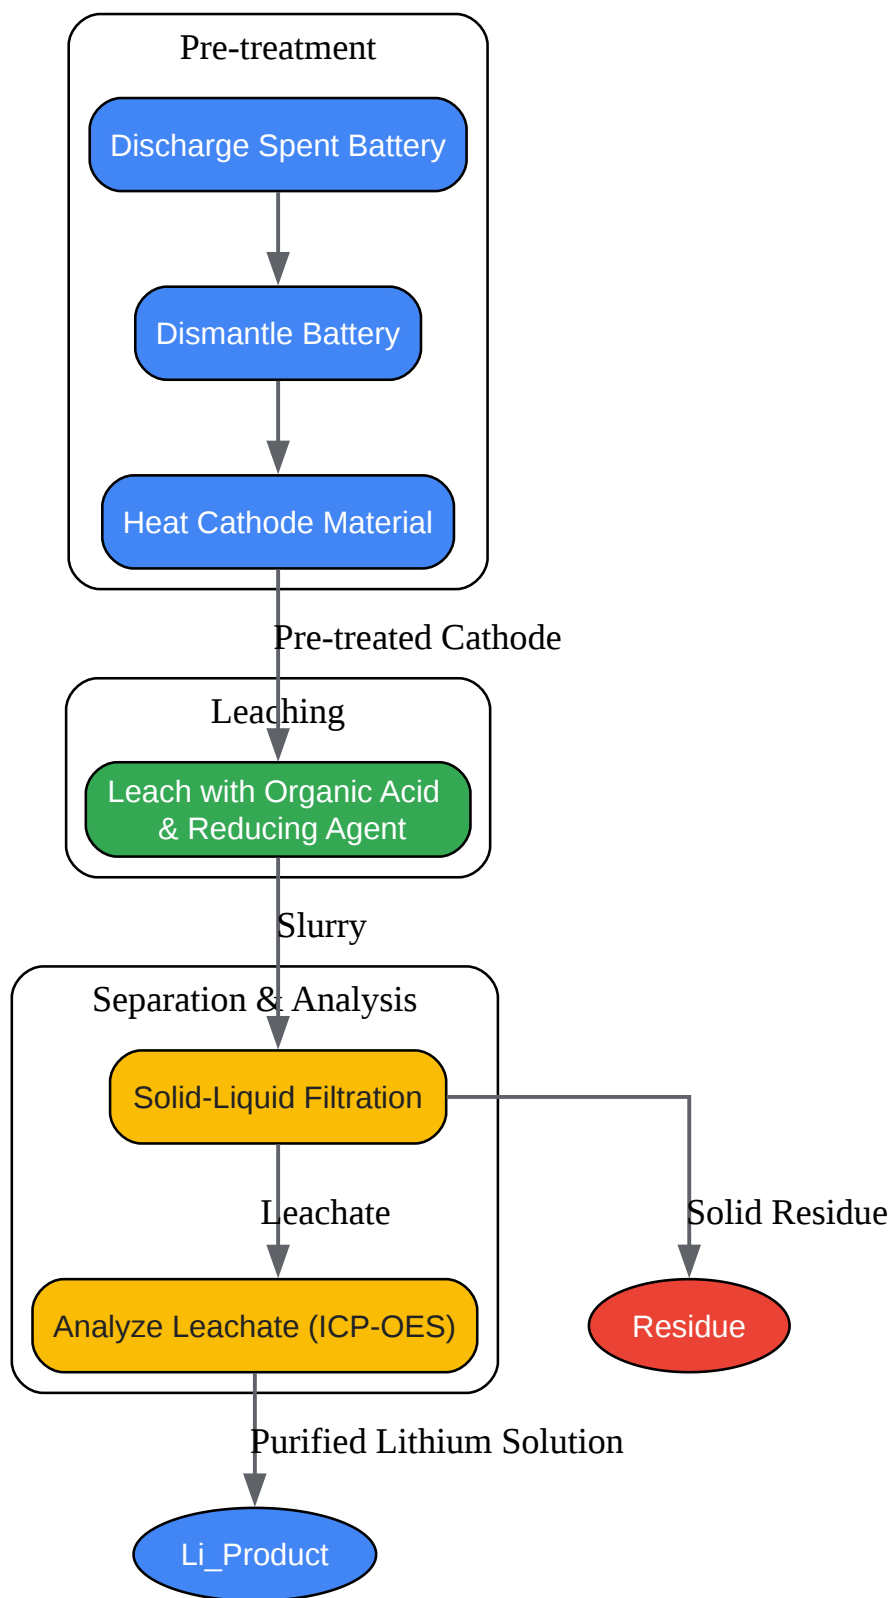 Pre-treatment
Discharge Spent Battery
Dismantle Battery
Heat Cathode Material
Pre-treated Cathode
Leaching
Leach with Organic Acid
& Reducing Agent
Slurry
Separation & Analysis
Solid-Liquid Filtration
Leachate
Solid Residue
Analyze Leachate (ICP-OES)
Residue
Purified Lithium Solution
Li_Product